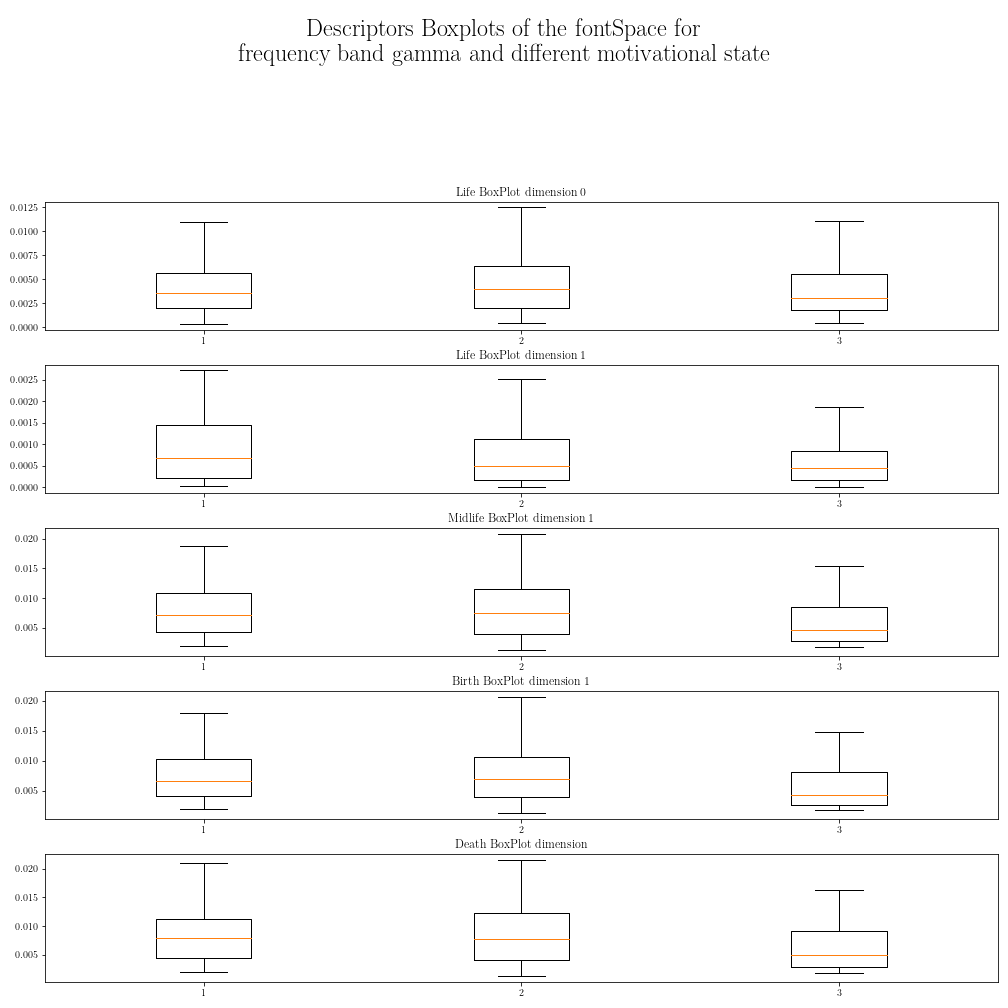 Descriptors Boxplots of the fontSpace for
frequency band gamma and different motivational state
Life BoxPlot dimension 0
0.0125
0.0100
0.0075
0.0050
0.0025
0.0000
1 2 3
Life BoxPlot dimension 1
0.0025
0.0020
0.0015
0.0010
0.0005
0.0000
1 2 3
Midlife BoxPlot dimension 1
0.020
0.015
0.010
0.005
1 2 3
Birth BoxPlot dimension 1
0.020
0.015
0.010
0.005
1 2 3
Death BoxPlot dimension
0.020
0.015
0.010
0.005
1 2 3